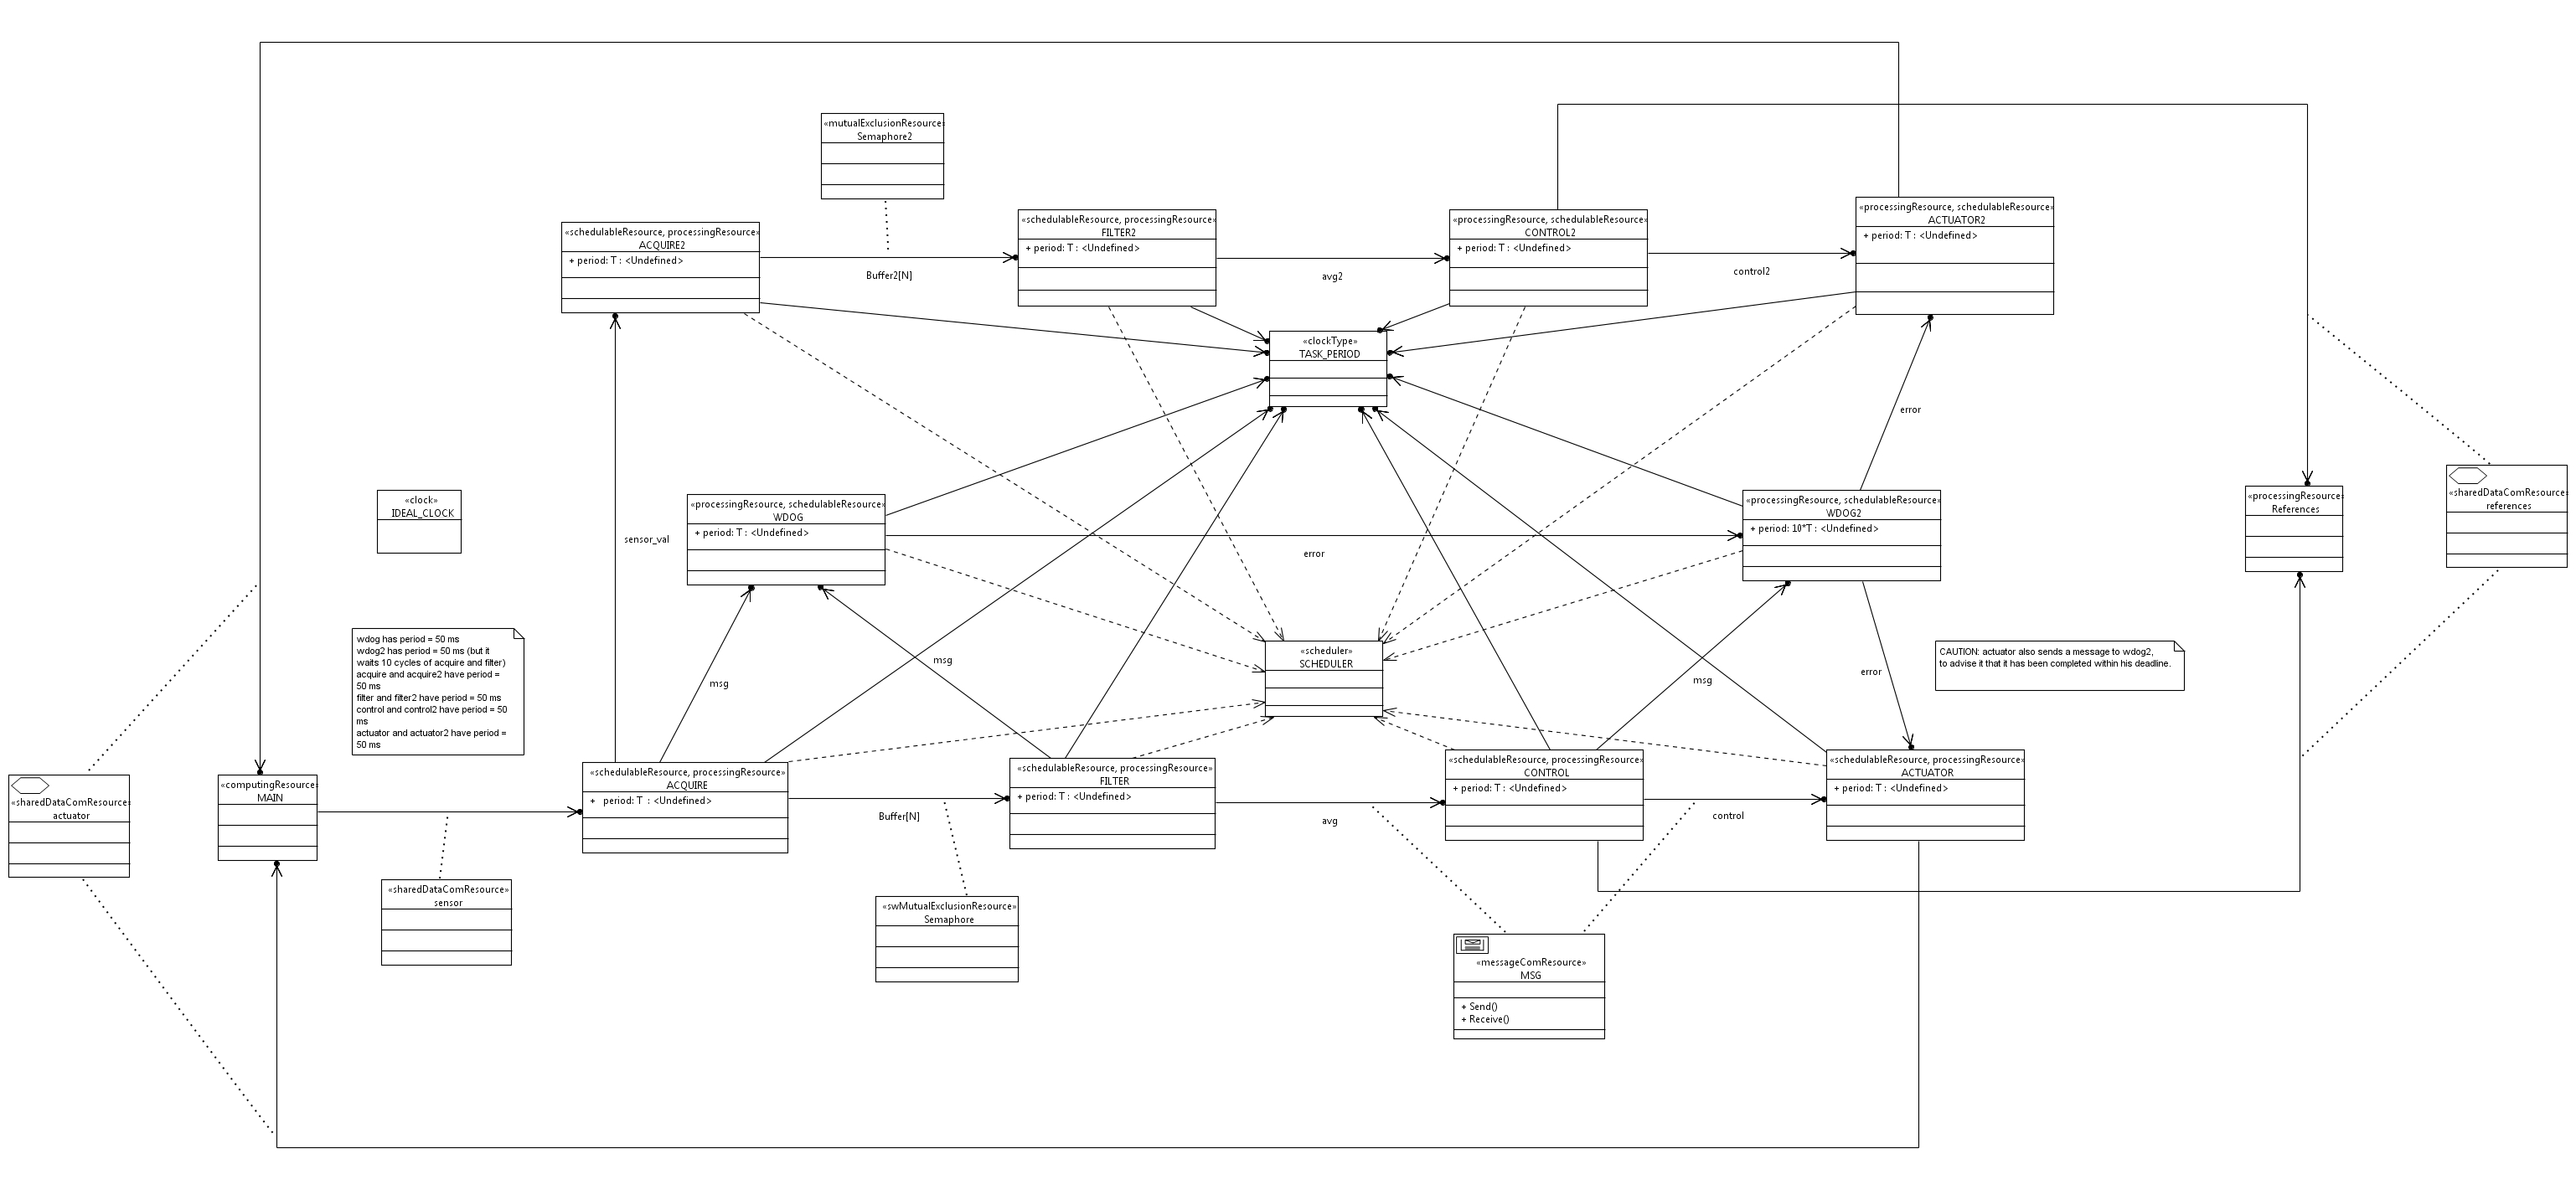 «mutualExclusionResource»
Semaphore2
«schedulableResource, processingResource»
ACQUIRE2
+ period: T : <Undefined>
Buffer2[N]
«schedulableResource, processingResource»
FILTER2
+ period: T : <Undefined>
avg2
«processingResource, schedulableResource»
CONTROL2
+ period: T : <Undefined>
control2
«processingResource, schedulableResource»
ACTUATOR2
+ period: T : <Undefined>
«clockType»
TASK_PERIOD
error
«clock»
IDEAL_CLOCK
sensor_val
«processingResource, schedulableResource»
WDOG
+ period: T : <Undefined>
error
«processingResource, schedulableResource»
WDOG2
+ period: 10*T : <Undefined>
«processingResource»
References
«sharedDataComResource»
references
wdog has period = 50 ms
wdog2 has period = 50 ms (but it
waits 10 cycles of acquire and filter)
acquire and acquire2 have period =
50 ms
filter and filter2 have period = 50 ms
control and control2 have period = 50
ms
actuator and actuator2 have period =
50 ms
msg
msg
«scheduler»
SCHEDULER
msg
error
CAUTION: actuator also sends a message to wdog2,
to advise it that it has been completed within his deadline.
«sharedDataComResource»
actuator
«computingResource»
MAIN
«schedulableResource, processingResource»
ACQUIRE
+ period: T : <Undefined>
Buffer[N]
«schedulableResource, processingResource»
FILTER
+ period: T : <Undefined>
avg
«schedulableResource, processingResource»
CONTROL
+ period: T : <Undefined>
control
«schedulableResource, processingResource»
ACTUATOR
+ period: T : <Undefined>
«sharedDataComResource»
sensor
«swMutualExclusionResource»
Semaphore
«messageComResource»
MSG
+ Send()
+ Receive()